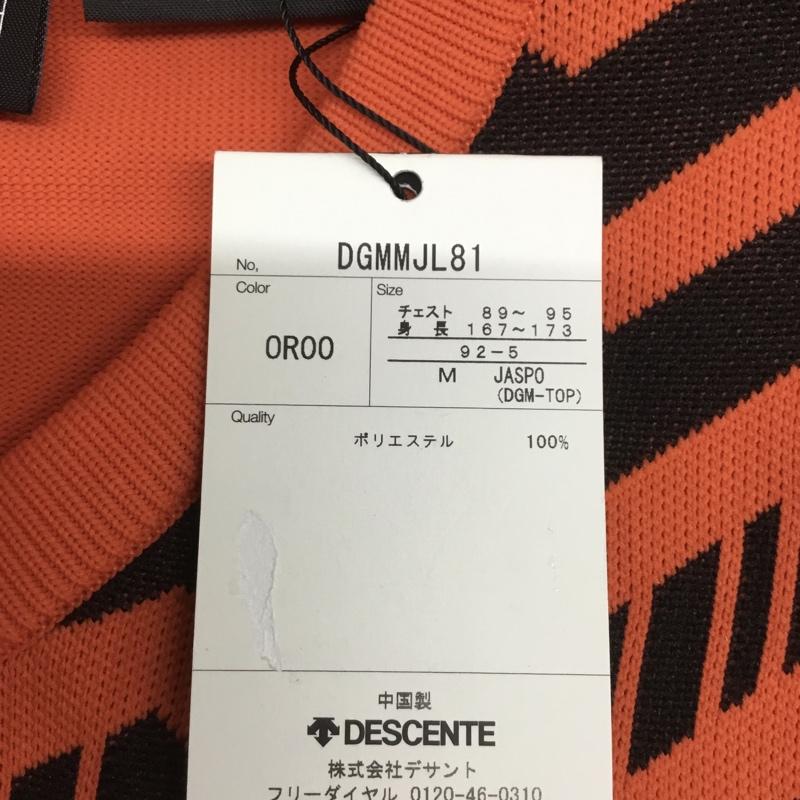 No, DGMMJL81
Color
OR00
Size
チェスト 89～ 95
身 長 167～173
92-5
M JASPO
(DGM-TOP)
Quality
ポリエステル 100%
中国製
DESCENTE
株式会社デサント
フリーダイヤル 0120-46-0310